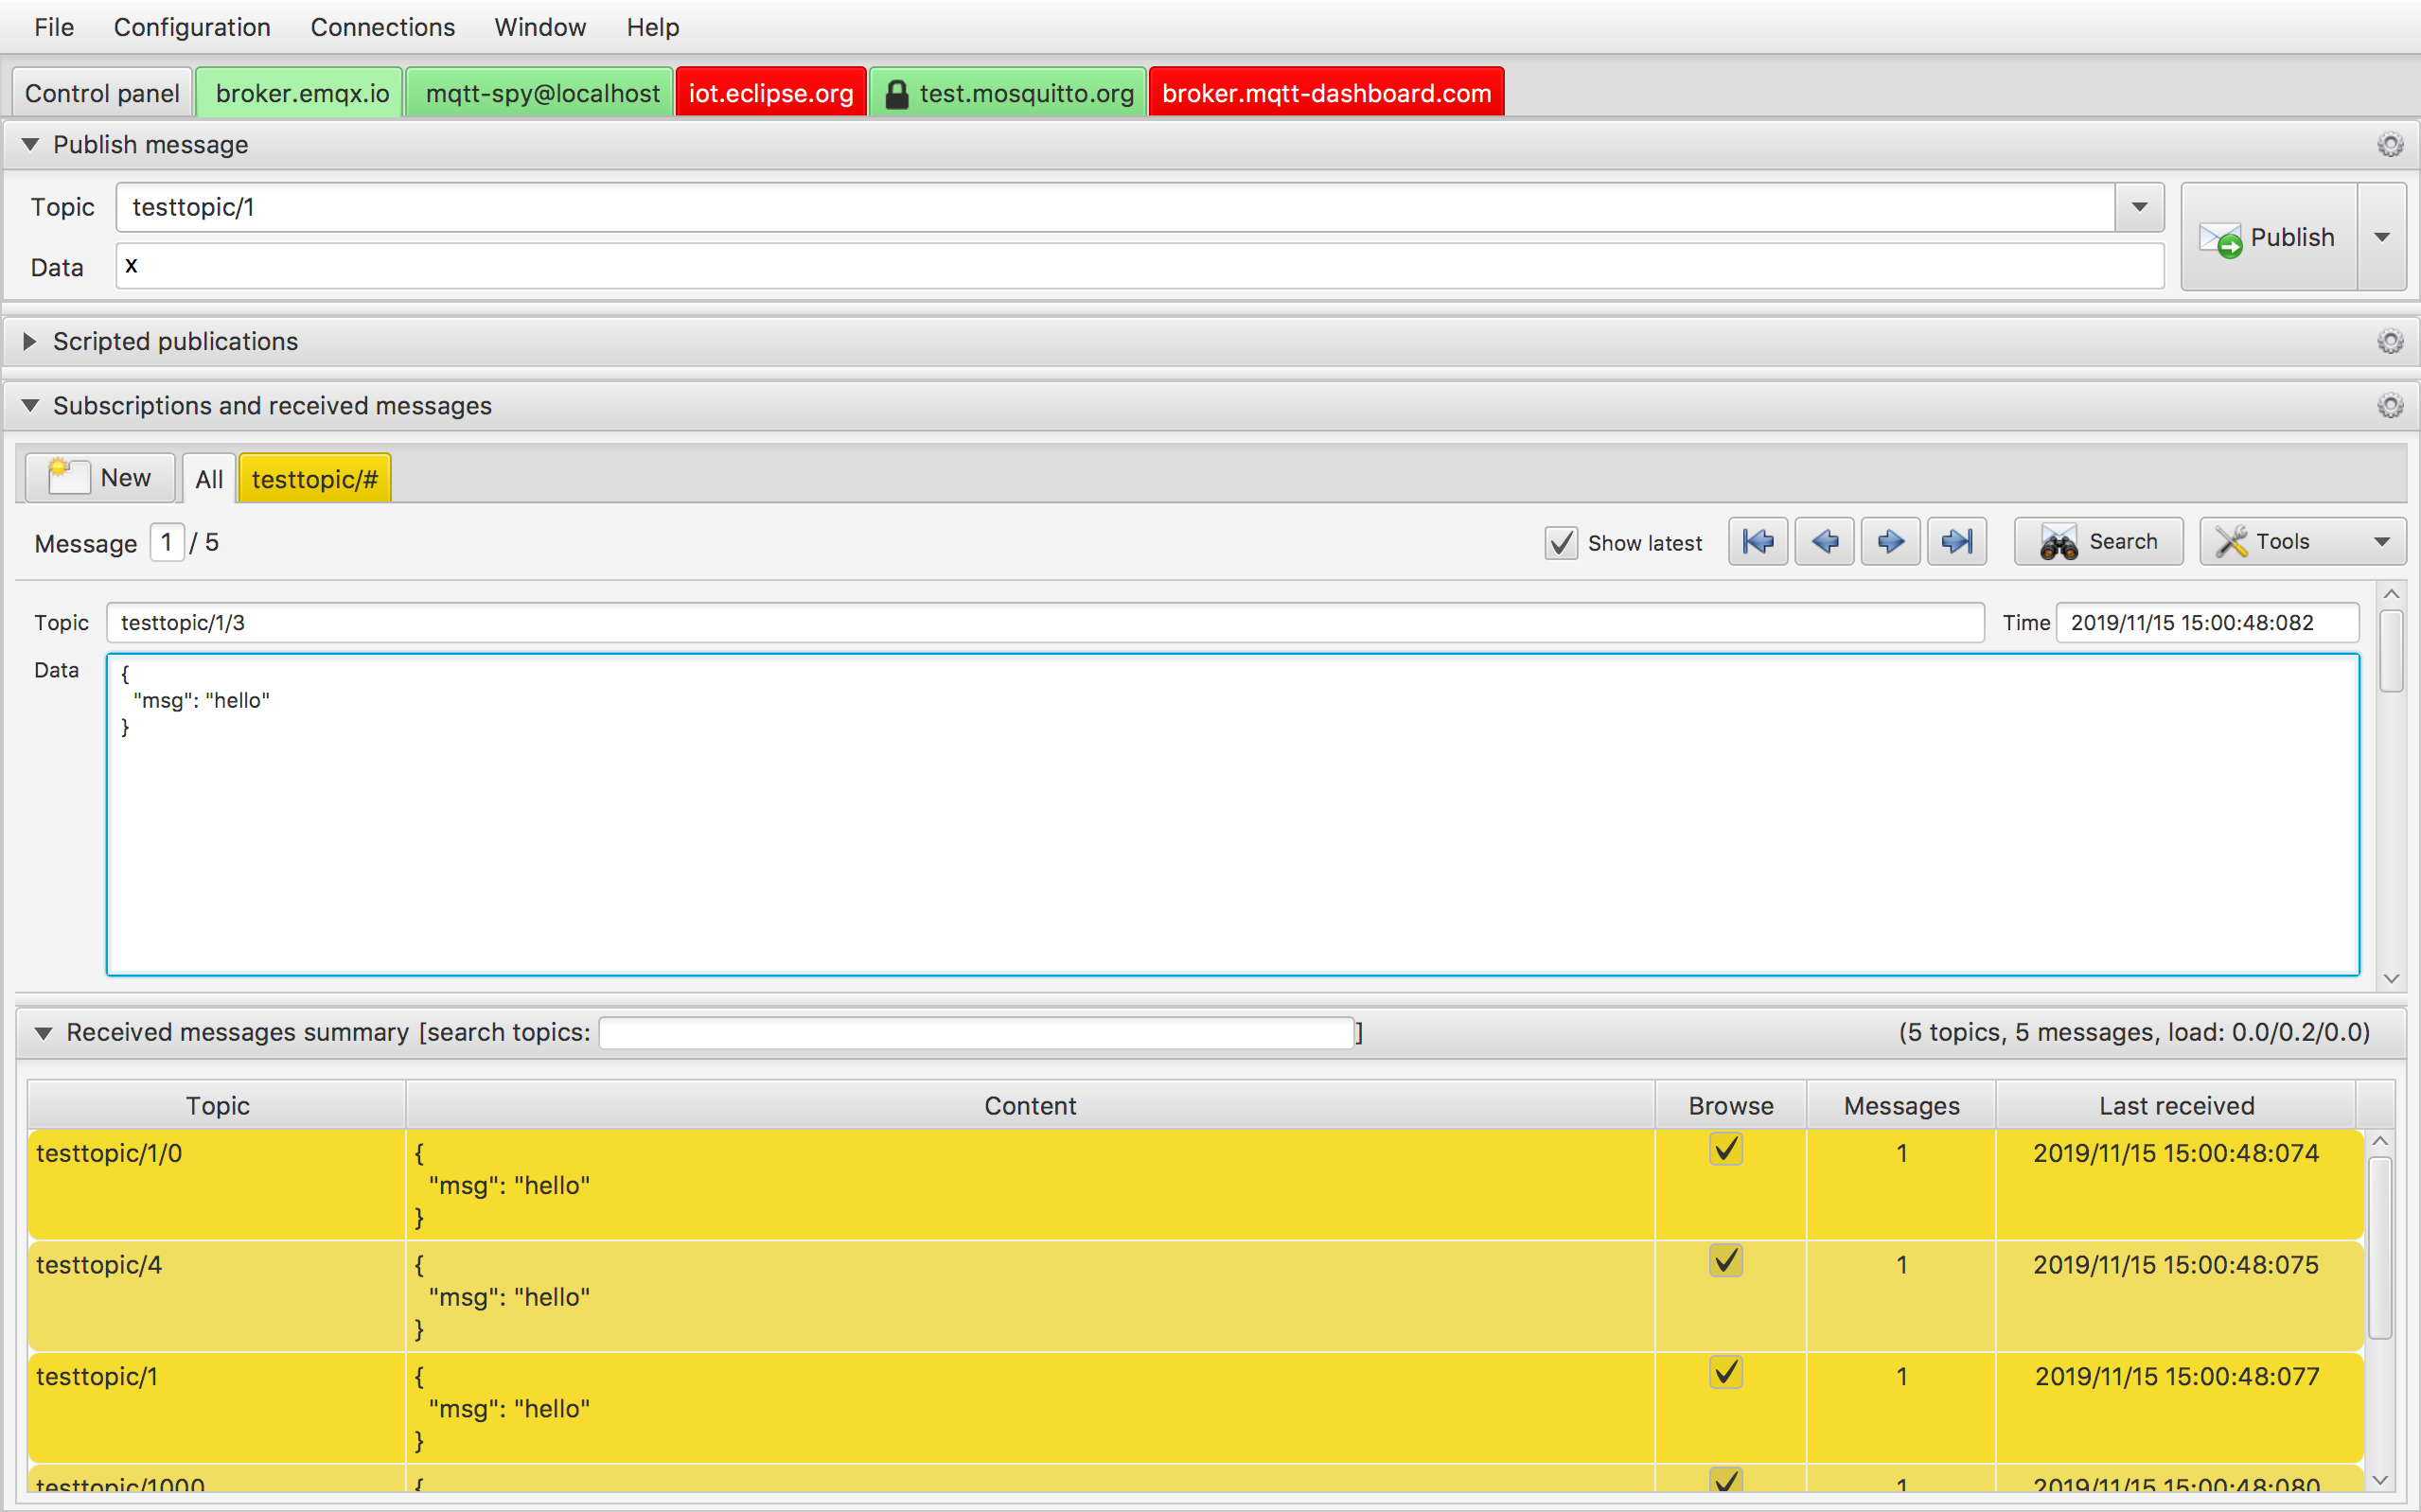 File Configuration Connections Window Help
Control panel broker.emqx.io mqtt-spy@localhost iot.eclipse.org test.mosquitto.org broker.mqtt-dashboard.com
Publish message
Topic testtopic/1
Publish
Data x
Scripted publications
Subscriptions and received messages
New All testtopic/#
Message 1 / 5 Show latest Search Tools
Topic testtopic/1/3 Time 2019/11/15 15:00:48:082
Data {
"msg": "hello"
}
Received messages summary [search topics: ] (5 topics, 5 messages, load: 0.0/0.2/0.0)
Topic Content Browse Messages Last received
testtopic/1/0 { 1 2019/11/15 15:00:48:074
"msg": "hello"
}
testtopic/4 { 1 2019/11/15 15:00:48:075
"msg": "hello"
}
testtopic/1 { 1 2019/11/15 15:00:48:077
"msg": "hello"
}
testtopic/1000 { 1 2019/11/15 15:00:48:080